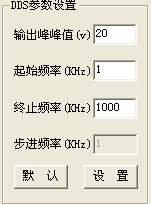 DDS参数设置
输出峰峰值(v) 20
起始频率(KHz) 1
终止频率(KHz) 1000
步进频率(KHz) 1
默 认 设 置